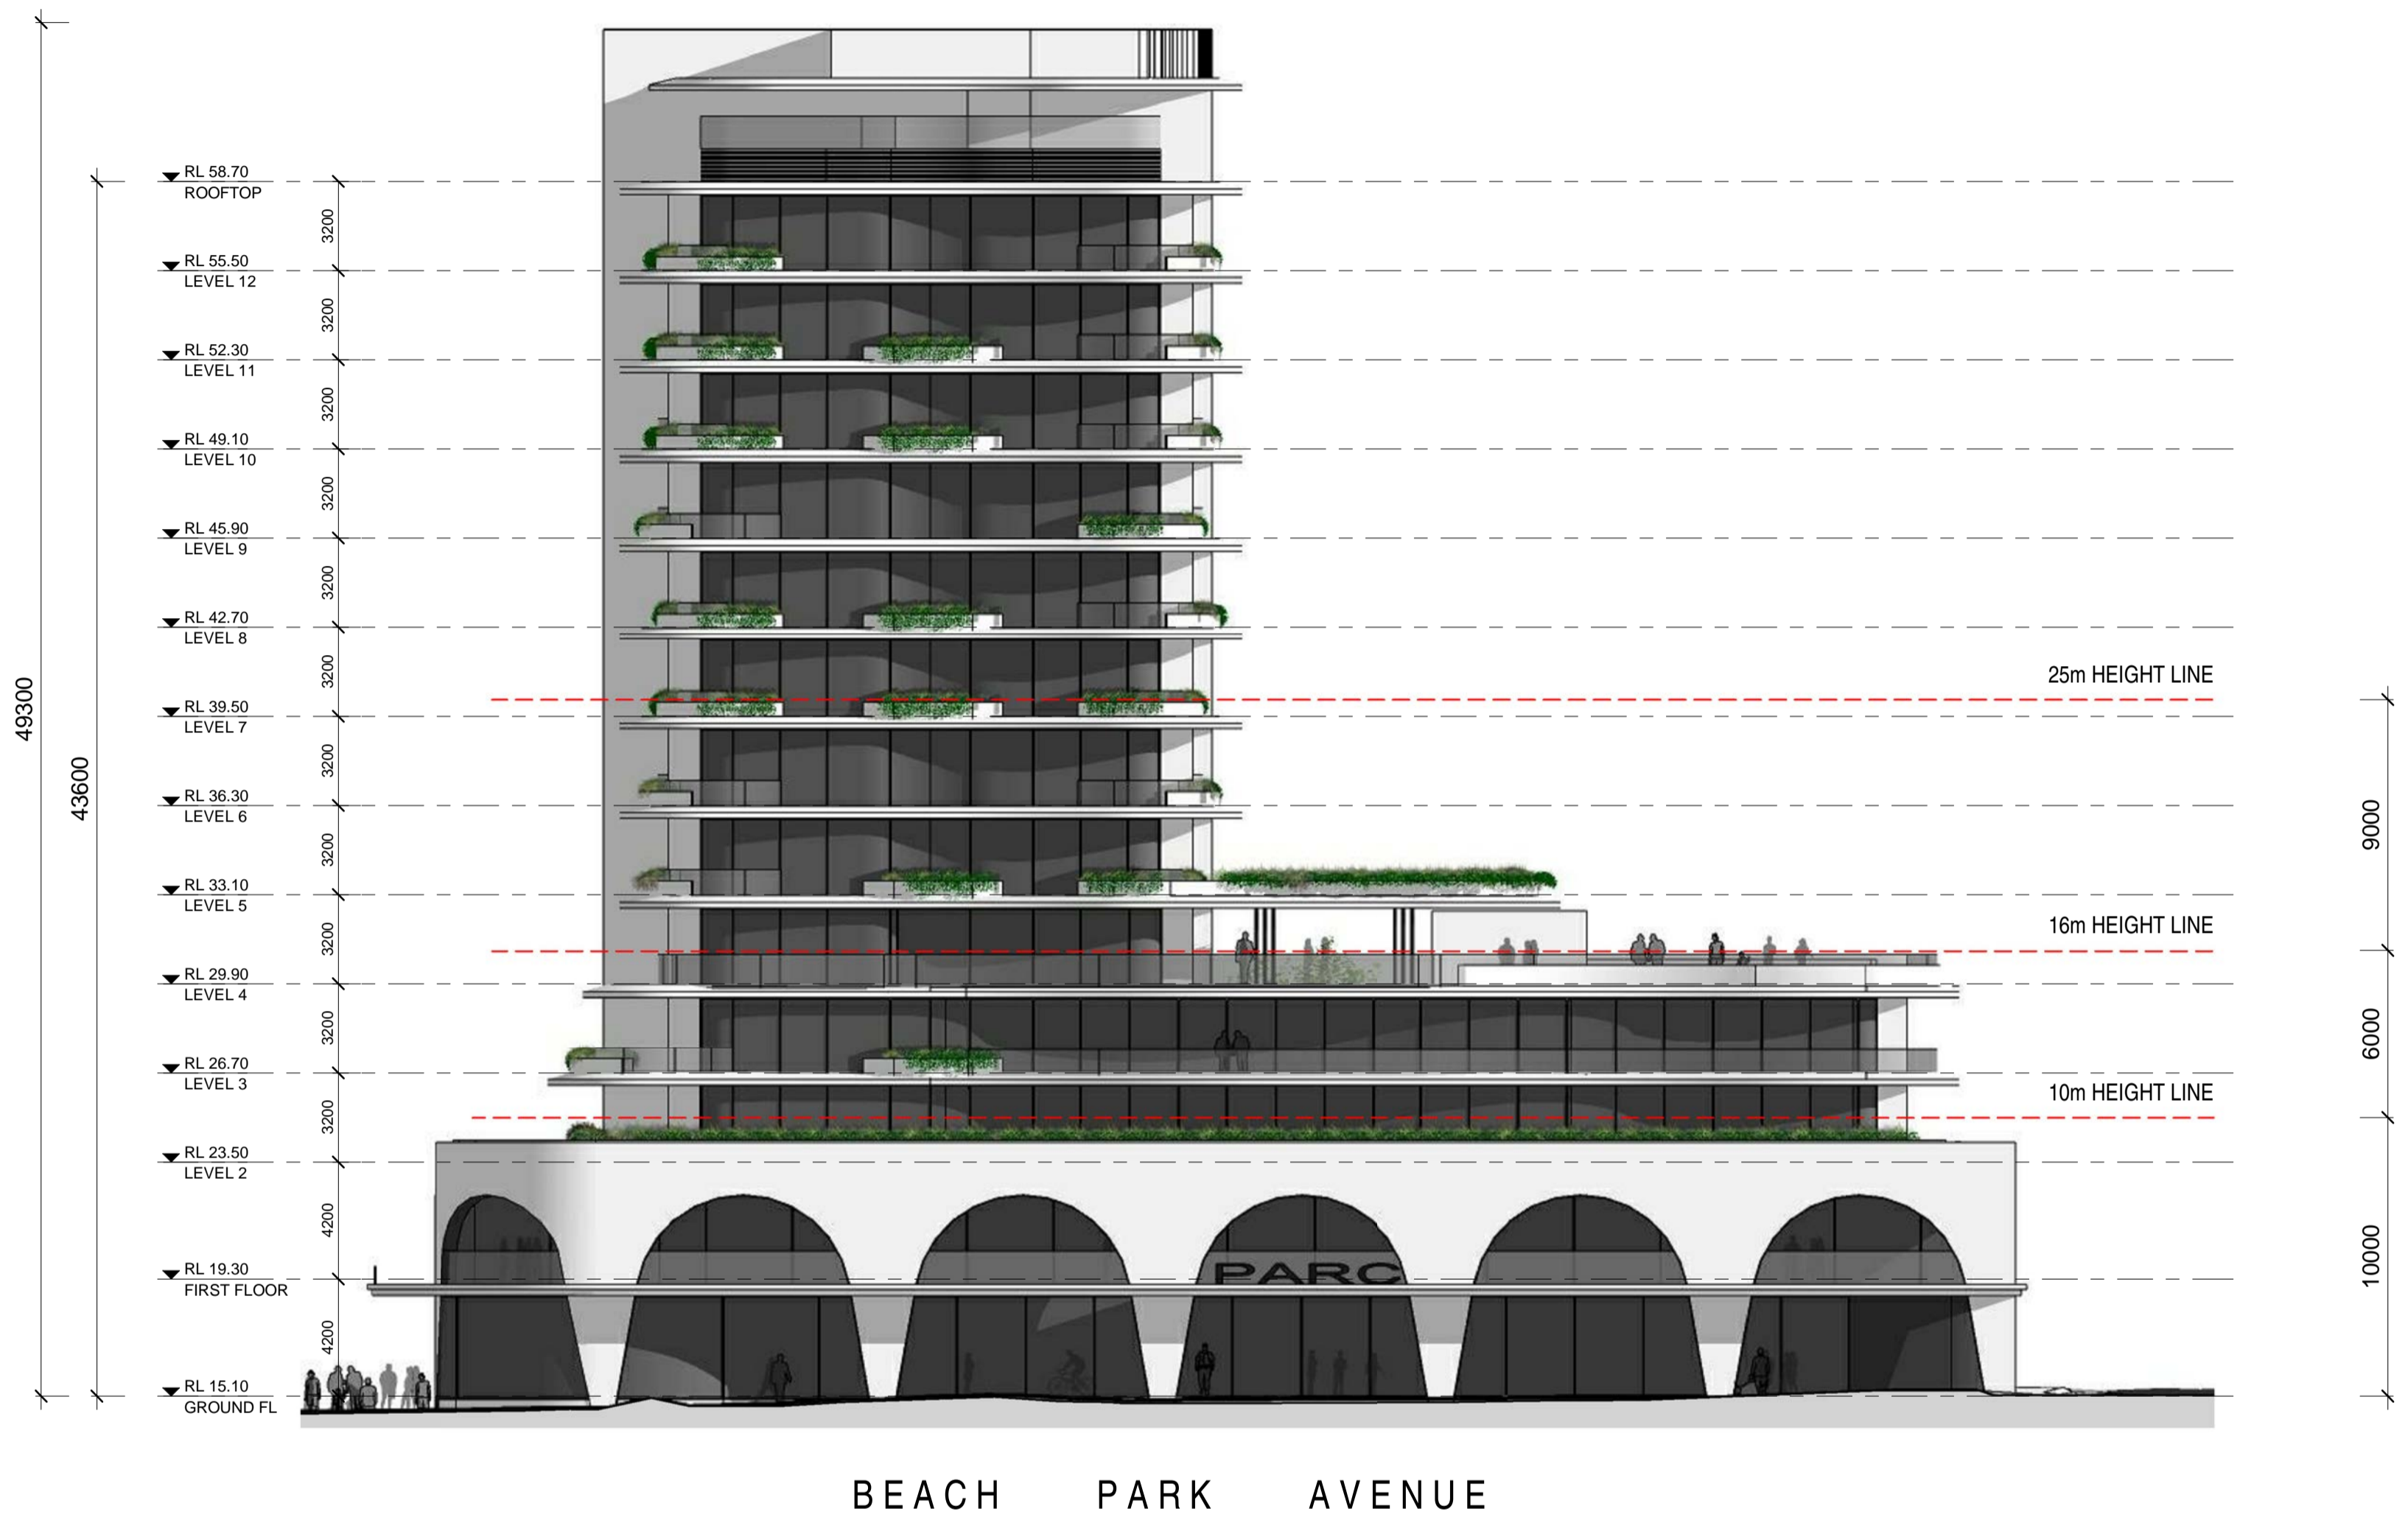 RL 58.70
ROOFTOP
3200
RL 55.50
LEVEL 12
3200
RL 52.30
LEVEL 11
3200
RL 49.10
LEVEL 10
3200
RL 45.90
LEVEL 9
3200
RL 42.70
LEVEL 8
3200
25m HEIGHT LINE
49300
RL 39.50
LEVEL 7
43600
3200
9000
RL 36.30
LEVEL 6
3200
RL 33.10
LEVEL 5
16m HEIGHT LINE
3200
RL 29.90
LEVEL 4
3200
6000
RL 26.70
LEVEL 3
10m HEIGHT LINE
3200
RL 23.50
LEVEL 2
4200
10000
RL 19.30
FIRST FLOOR
PARC
4200
RL 15.10
GROUND FL
BEACH PARK AVENUE